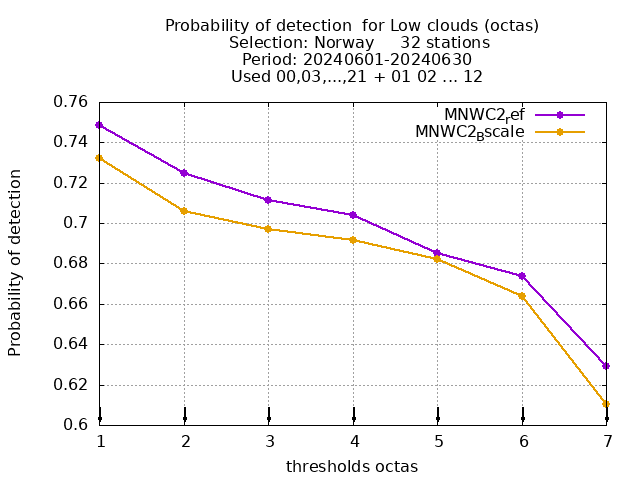 Probability of detection  for Low clouds (octas)
Selection: Norway     32 stations
Period: 20240601-20240630
Used 00,03,...,21 + 01 02 ... 12
MNWC2_ref
MNWC2_Bscale
0.76
0.74
0.72
0.7
0.68
0.66
0.64
0.62
0.6
Probability of detection
1 2 3 4 5 6 7
thresholds octas